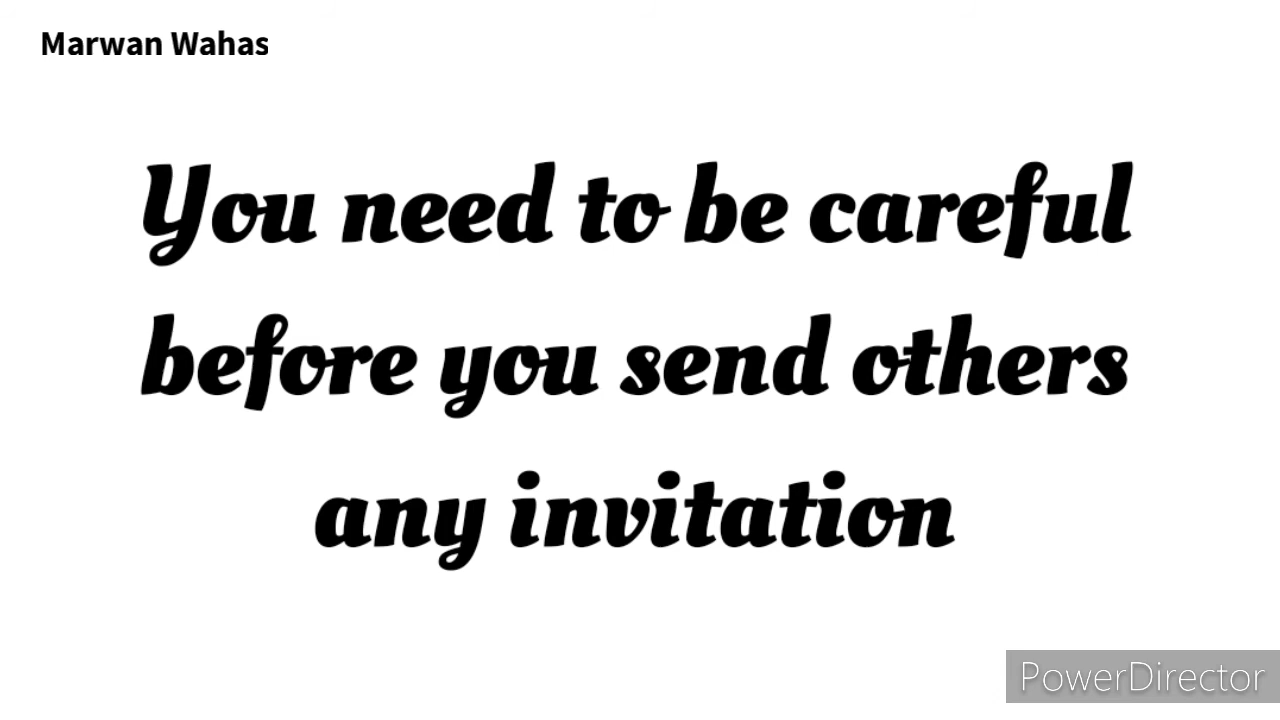 Marwan Wahas
You need to be careful
before you send others
any invitation
PowerDirector